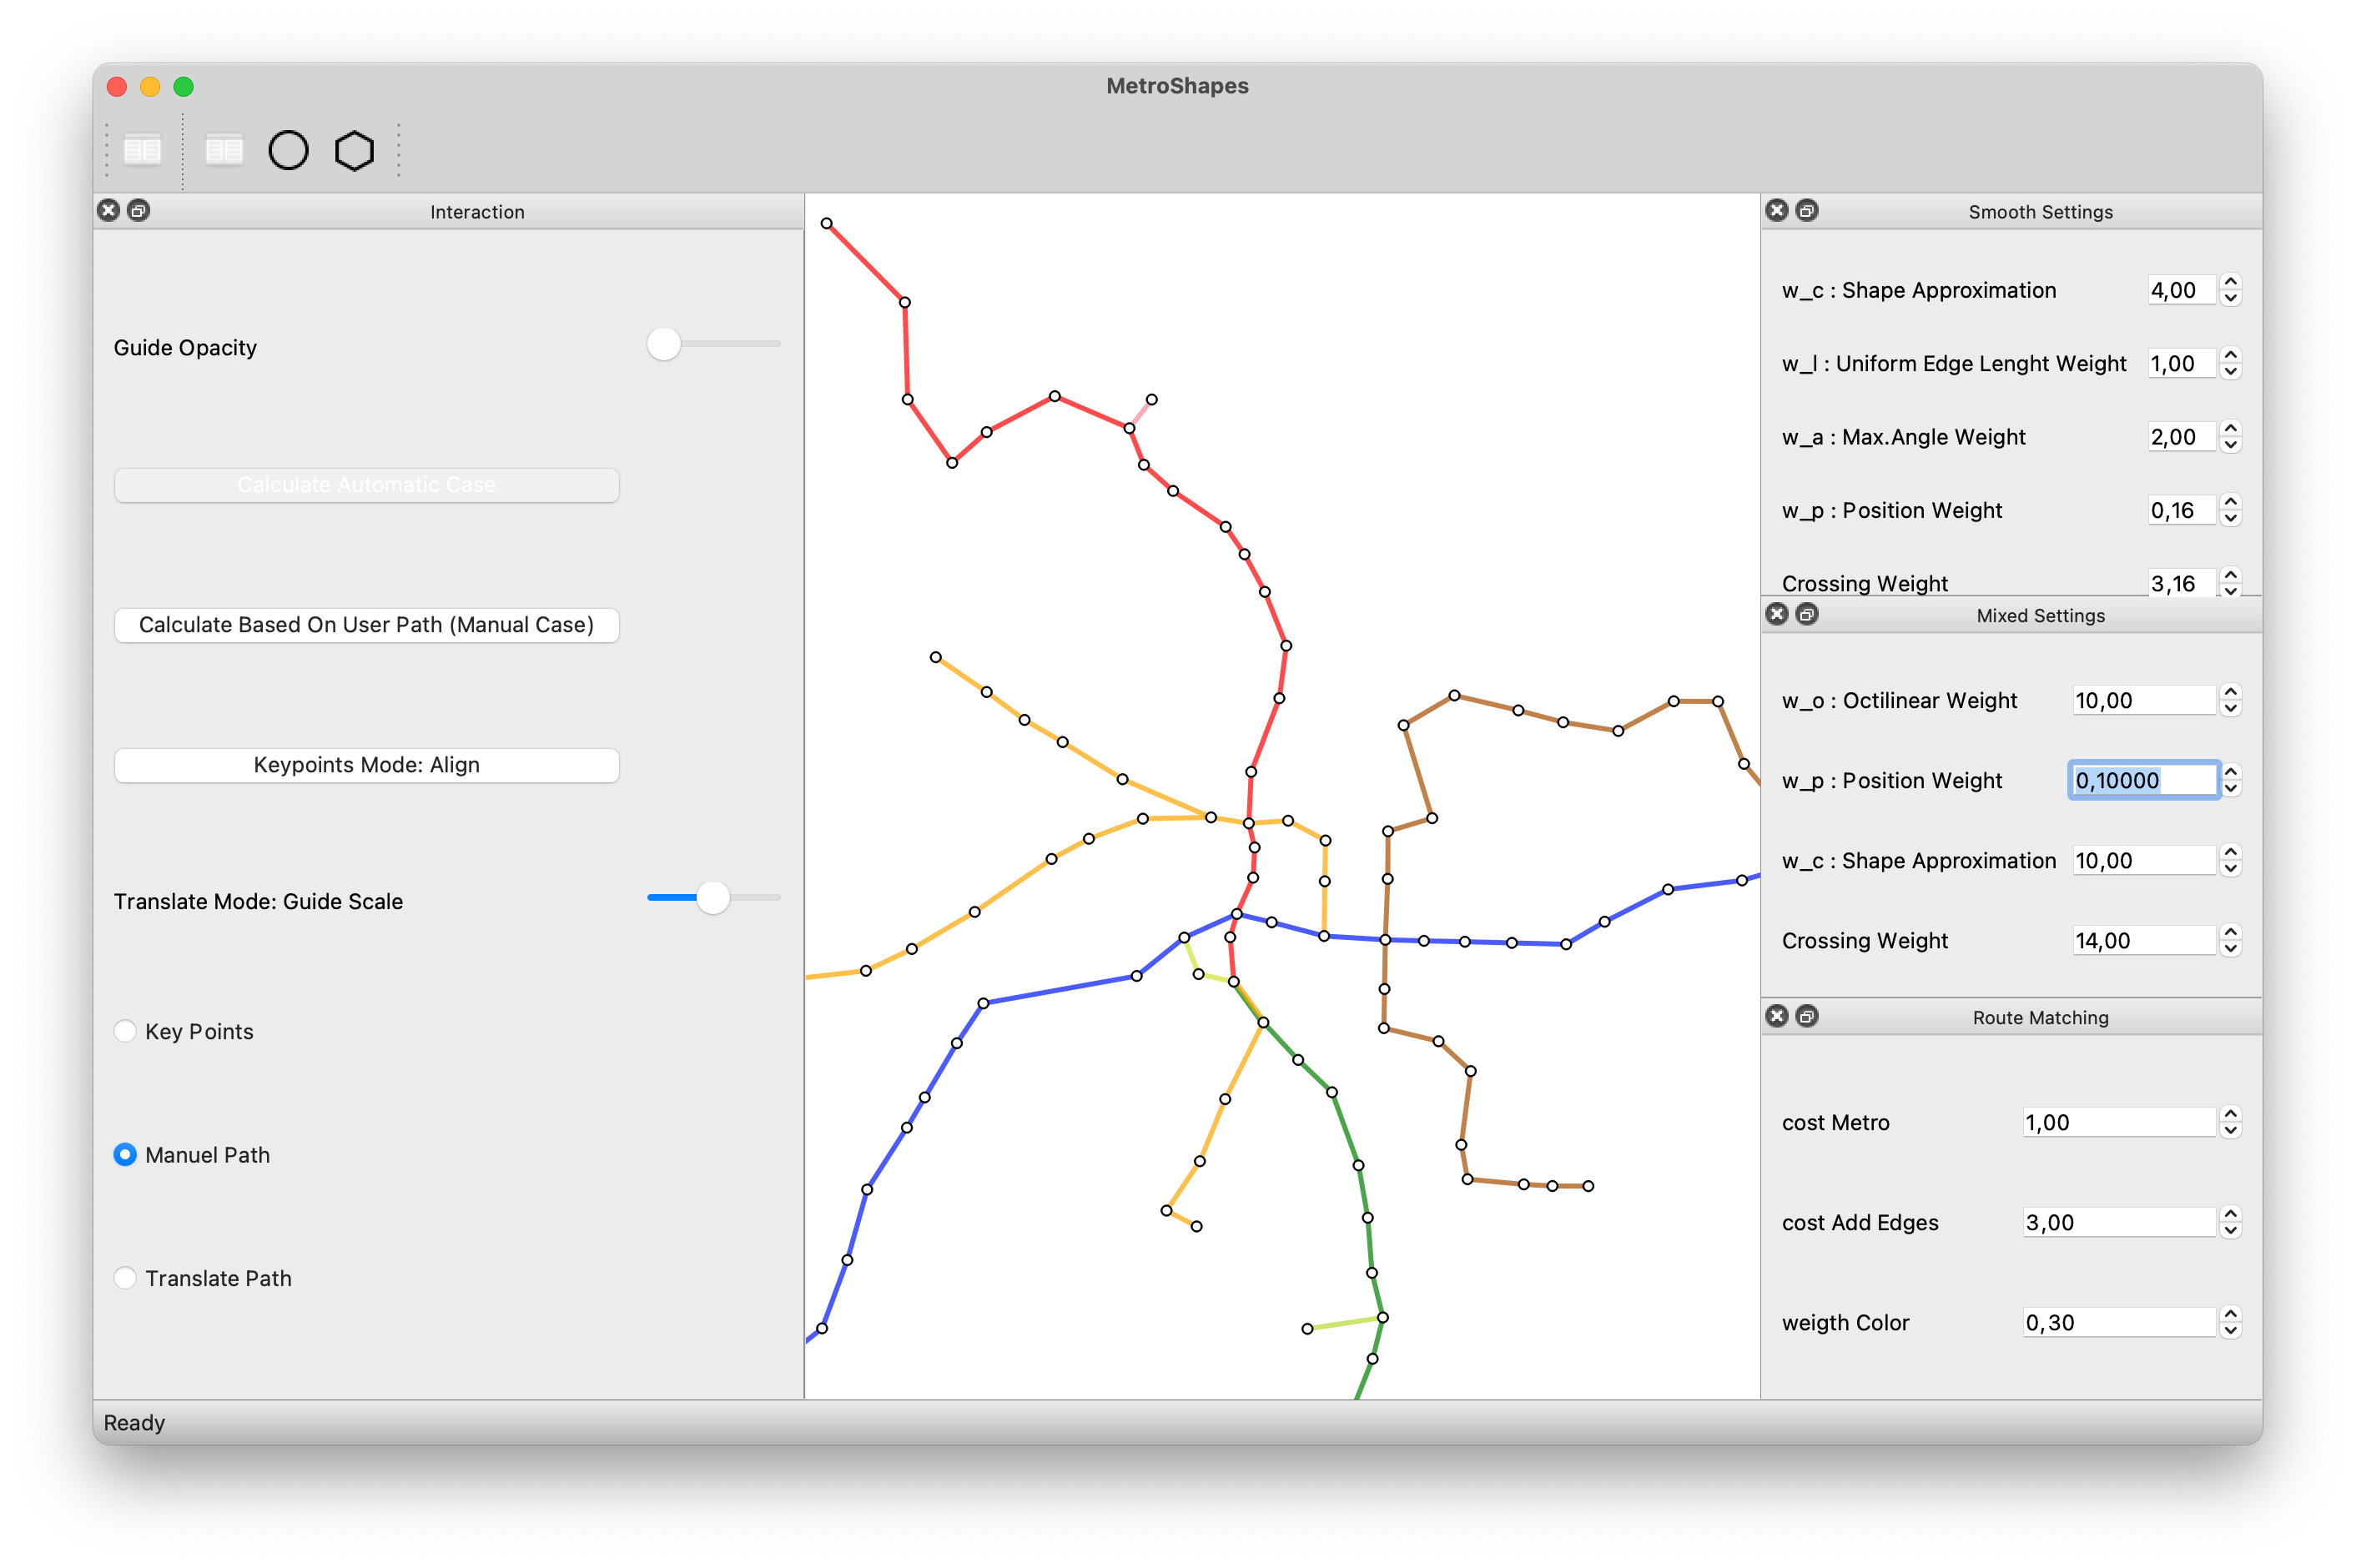 MetroShapes
Interaction
Guide Opacity
Calculate Automatic Case
Calculate Based On User Path (Manual Case)
Keypoints Mode: Align
Translate Mode: Guide Scale
Key Points
Manuel Path
Translate Path
Smooth Settings
w_c : Shape Approximation 4,00
w_l : Uniform Edge Lenght Weight 1,00
w_a : Max.Angle Weight 2,00
w_p : Position Weight 0,16
Crossing Weight 3,16
Mixed Settings
w_o : Octilinear Weight 10,00
w_p : Position Weight 0,10000
w_c : Shape Approximation 10,00
Crossing Weight 14,00
Route Matching
cost Metro 1,00
cost Add Edges 3,00
weigth Color 0,30
Ready